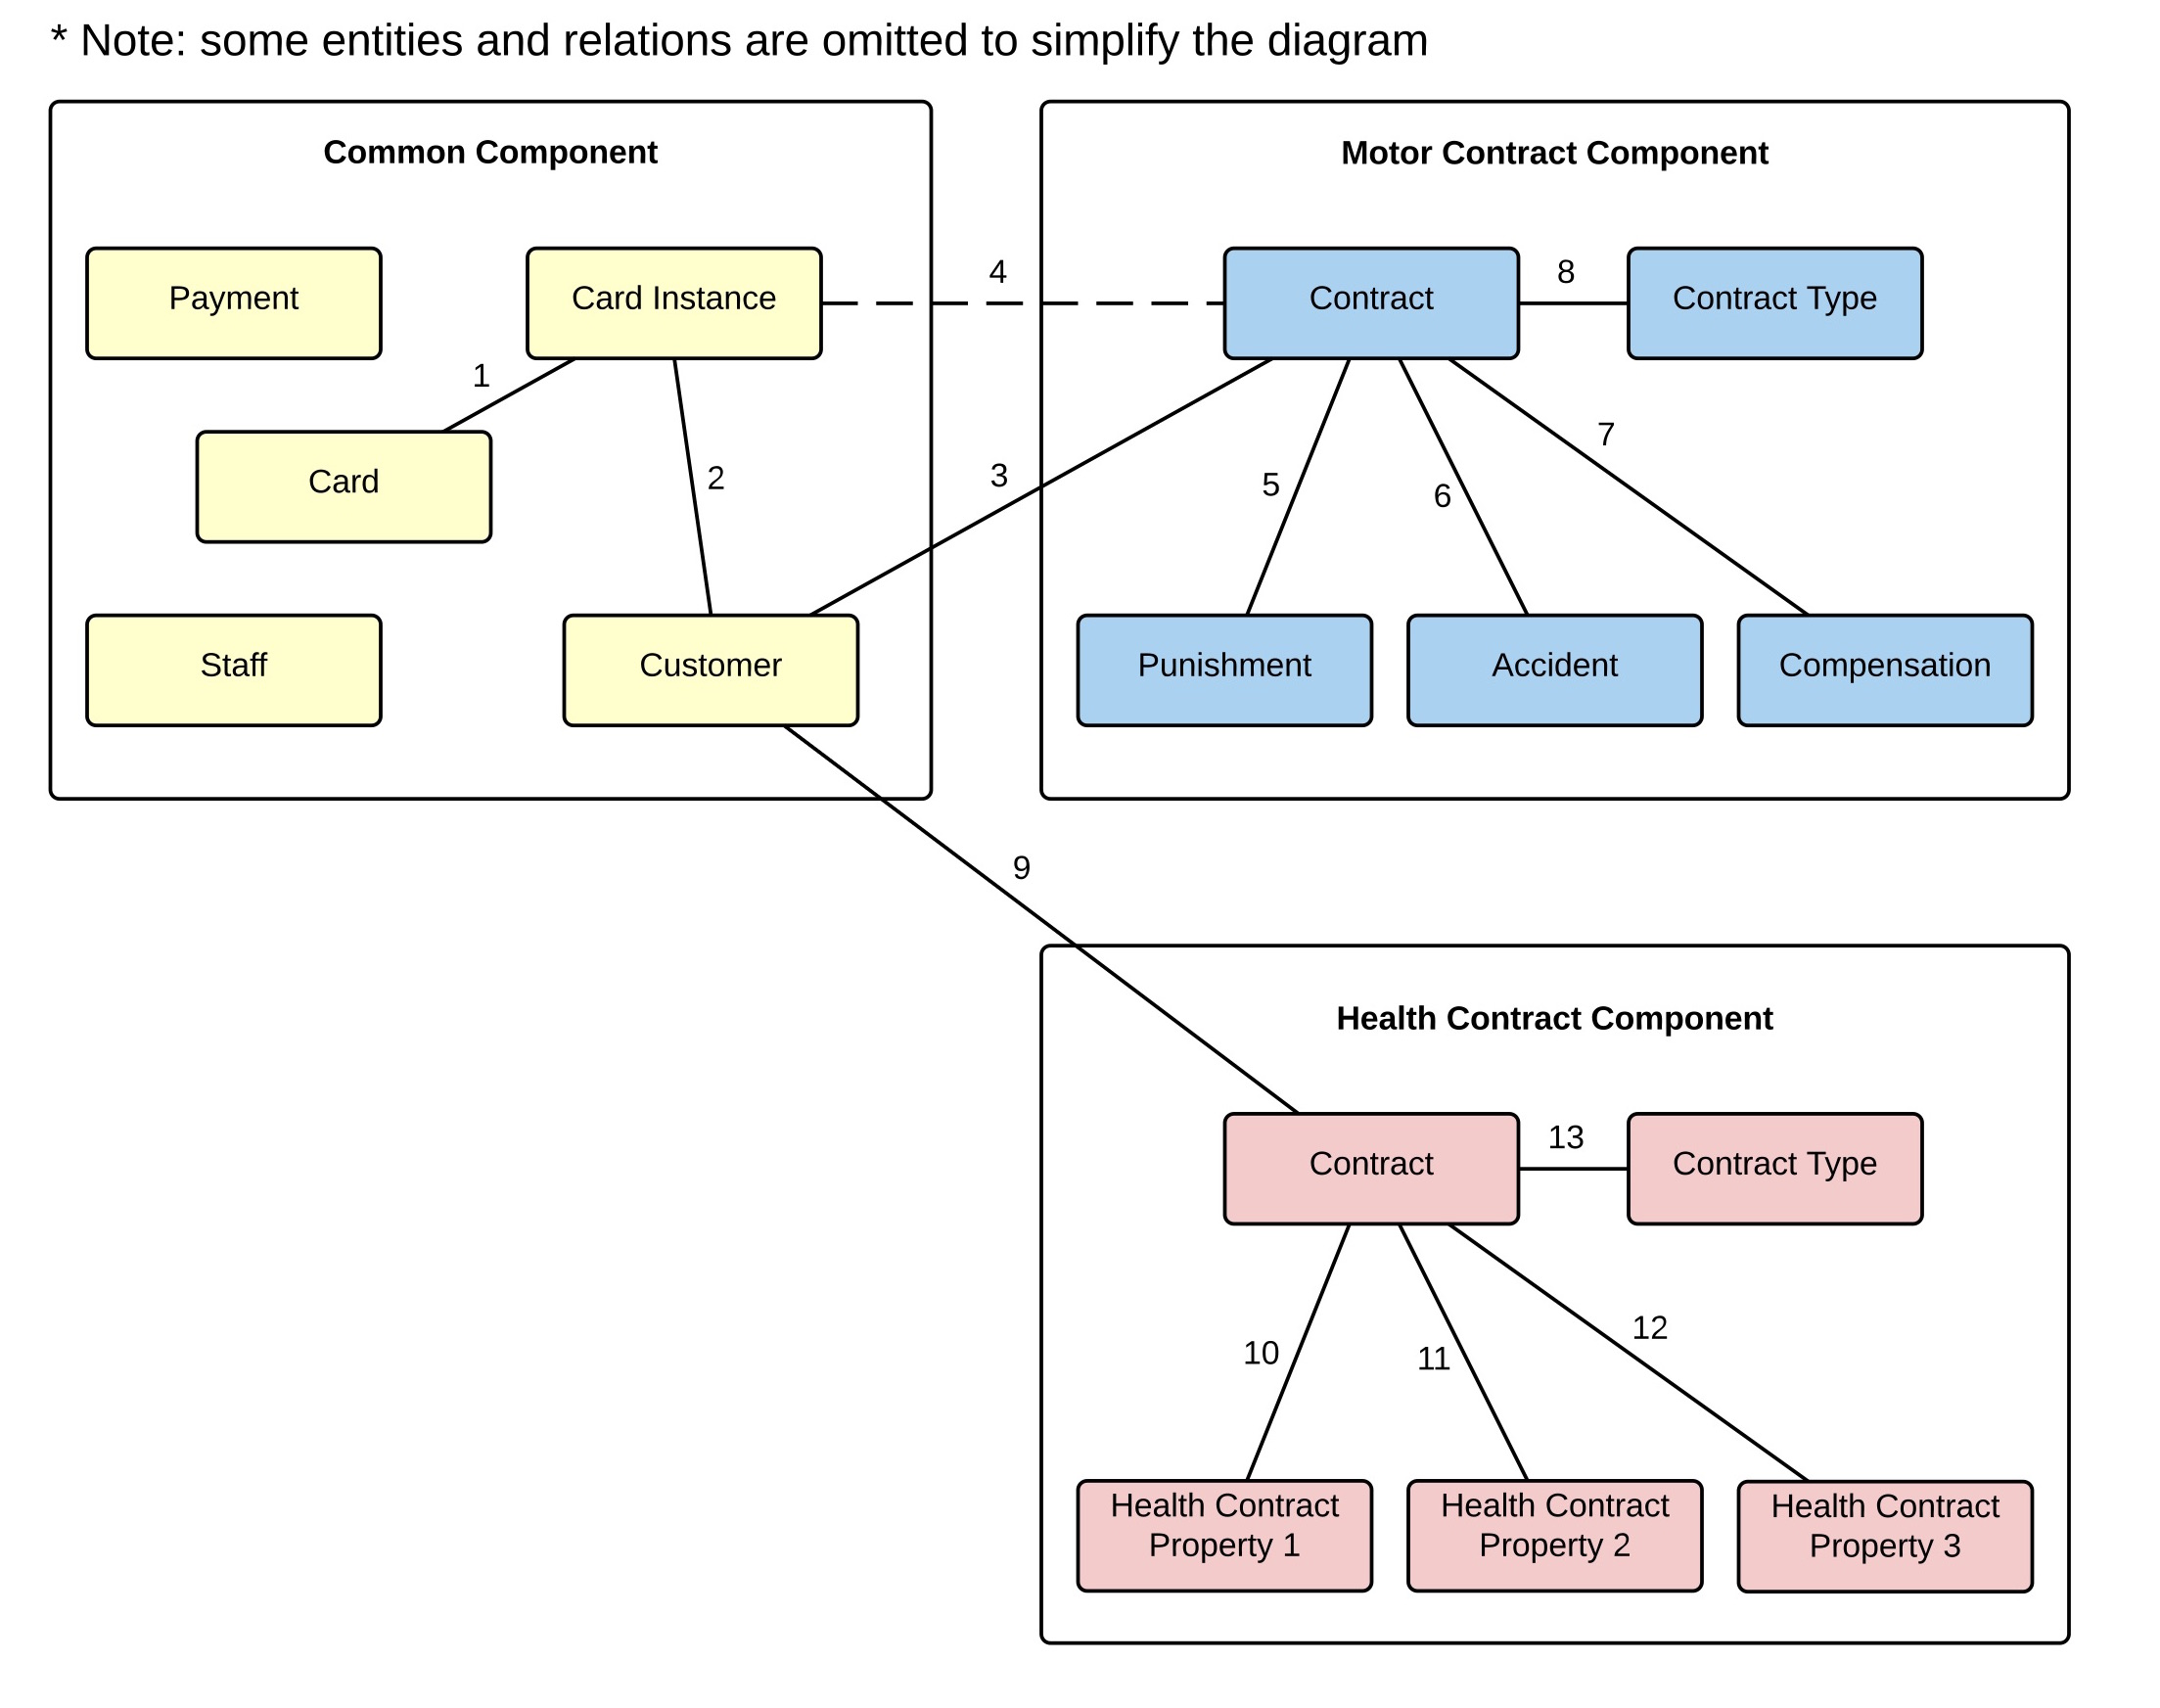 * Note: some entities and relations are omitted to simplify the diagram
Common Component
Motor Contract Component
Payment
Card Instance
4
Contract
8
Contract Type
1
Card
2
3
5
6
7
Staff
Customer
Punishment
Accident
Compensation
9
Health Contract Component
Contract
13
Contract Type
10
11
12
Health Contract
Property 1
Health Contract
Property 2
Health Contract
Property 3